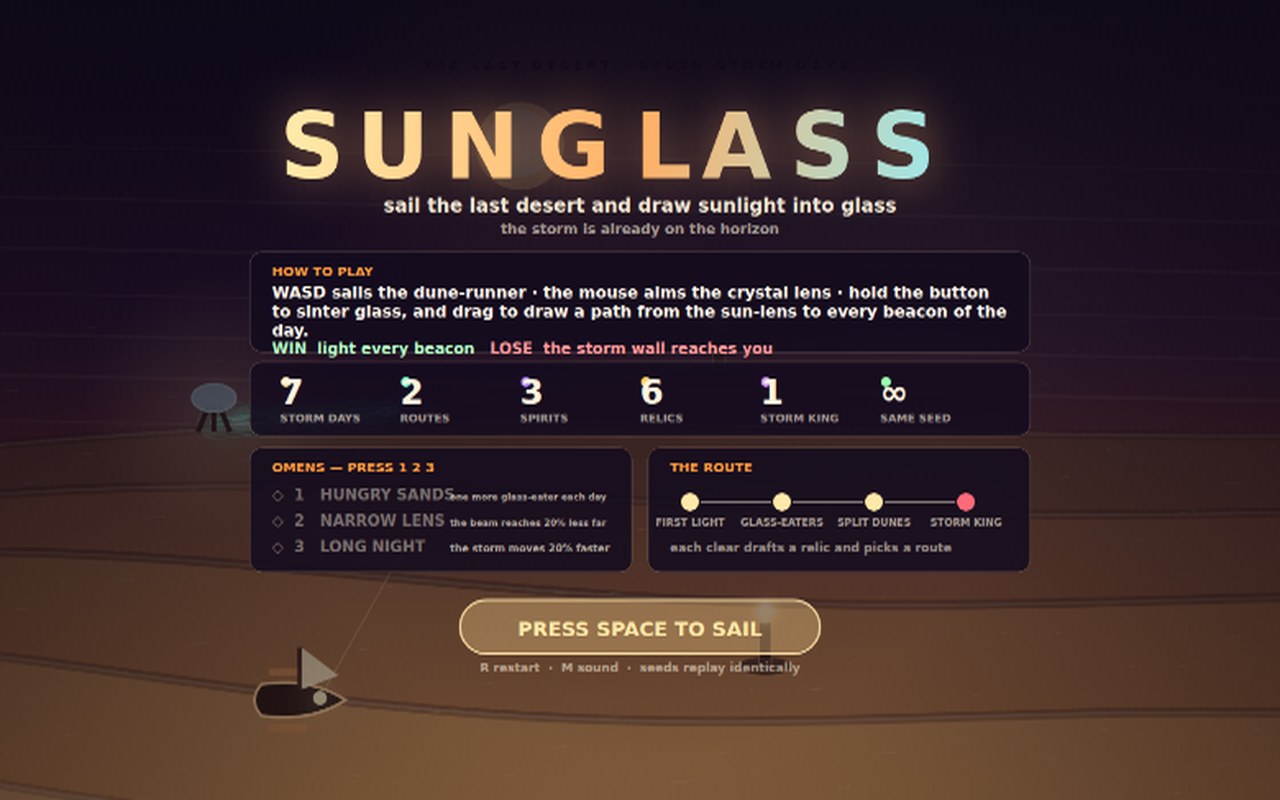 THE LAST DESERT · SEVEN STORM DAYS
SUNGLASS
sail the last desert and draw sunlight into glass
the storm is already on the horizon
HOW TO PLAY
WASD sails the dune-runner · the mouse aims the crystal lens · hold the button
to sinter glass, and drag to draw a path from the sun-lens to every beacon of the
day.
WIN light every beacon LOSE the storm wall reaches you
7 2 3 6 1 ∞
STORM DAYS ROUTES SPIRITS RELICS STORM KING SAME SEED
OMENS — PRESS 1 2 3
◇ 1 HUNGRY SANDS one more glass-eater each day
◇ 2 NARROW LENS the beam reaches 20% less far
◇ 3 LONG NIGHT the storm moves 20% faster
THE ROUTE
FIRST LIGHT GLASS-EATERS SPLIT DUNES STORM KING
each clear drafts a relic and picks a route
PRESS SPACE TO SAIL
R restart · M sound · seeds replay identically